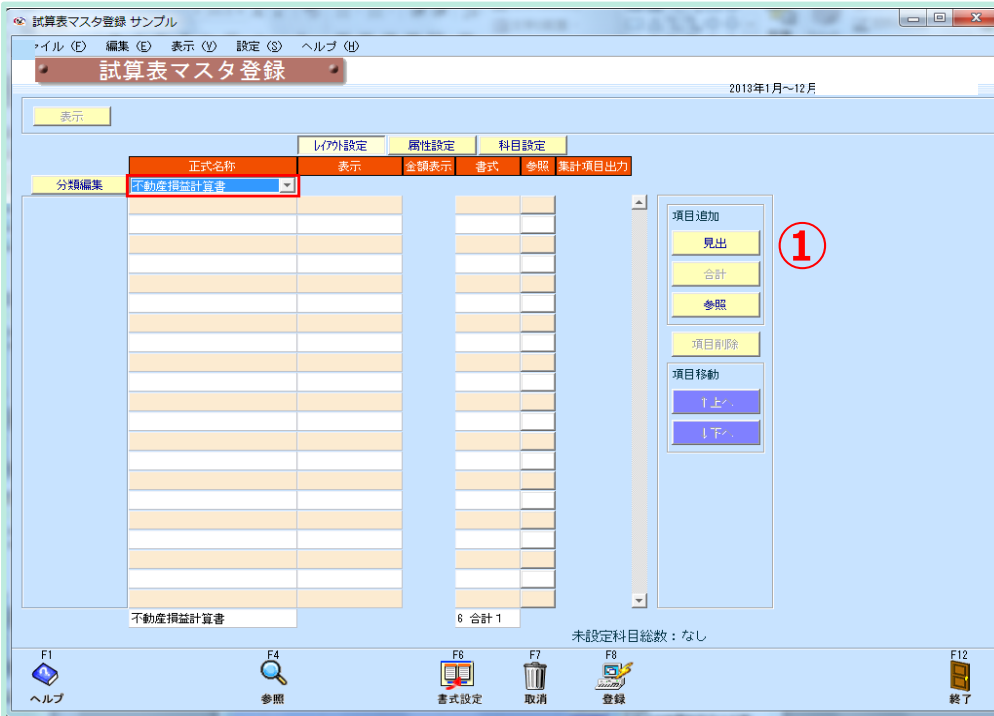 試算表マスタ登録 サンプル
ァイル (F) 編集 (E) 表示 (V) 設定 (S) ヘルプ (H)
試算表マスタ登録
2013年1月～12月
表示
ﾚｲｱｳﾄ設定 属性設定 科目設定
正式名称 表示 金額表示 書式 参照 集計項目出力
分類編集 不動産損益計算書
項目追加
見出
①
合計
参照
項目削除
項目移動
↑上へ
↓下へ
不動産損益計算書 6 合計1
未設定科目総数：なし
F1 F4 F6 F7 F8 F12
ヘルプ 参照 書式設定 取消 登録 終了